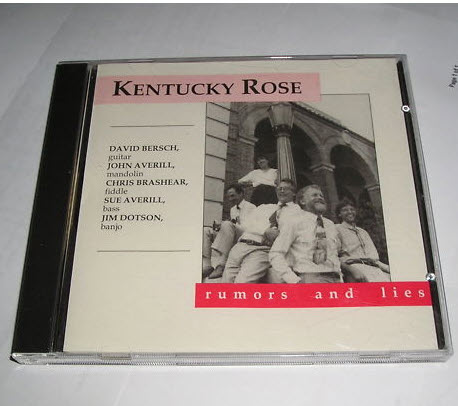 KENTUCKY ROSE
DAVID BERSCH,
guitar
JOHN AVERILL,
mandolin
CHRIS BRASHEAR,
fiddle
SUE AVERILL,
bass
JIM DOTSON,
banjo
rumors and lies